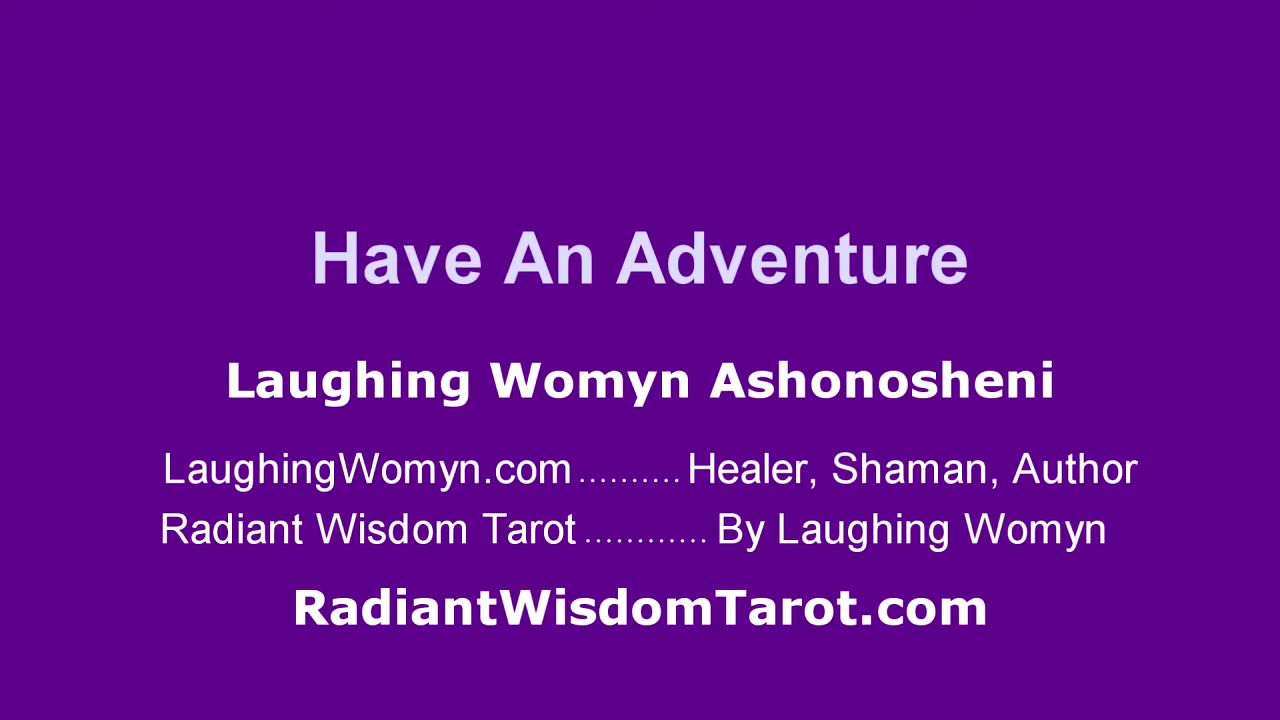 Have An Adventure
Laughing Womyn Ashonosheni
LaughingWomyn.com .......... Healer, Shaman, Author
Radiant Wisdom Tarot ............ By Laughing Womyn
RadiantWisdomTarot.com